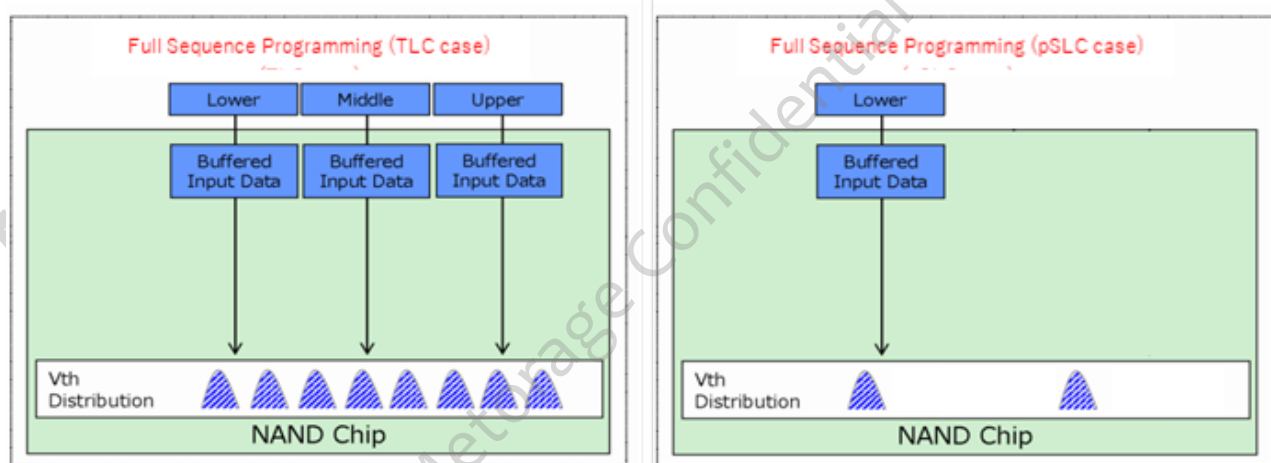 Full Sequence Programming (TLC case)
Lower
Middle
Upper
Buffered
Input Data
Buffered
Input Data
Buffered
Input Data
Vth
Distribution
NAND Chip
Full Sequence Programming (pSLC case)
Lower
Buffered
Input Data
Vth
Distribution
NAND Chip
etorage Confidential